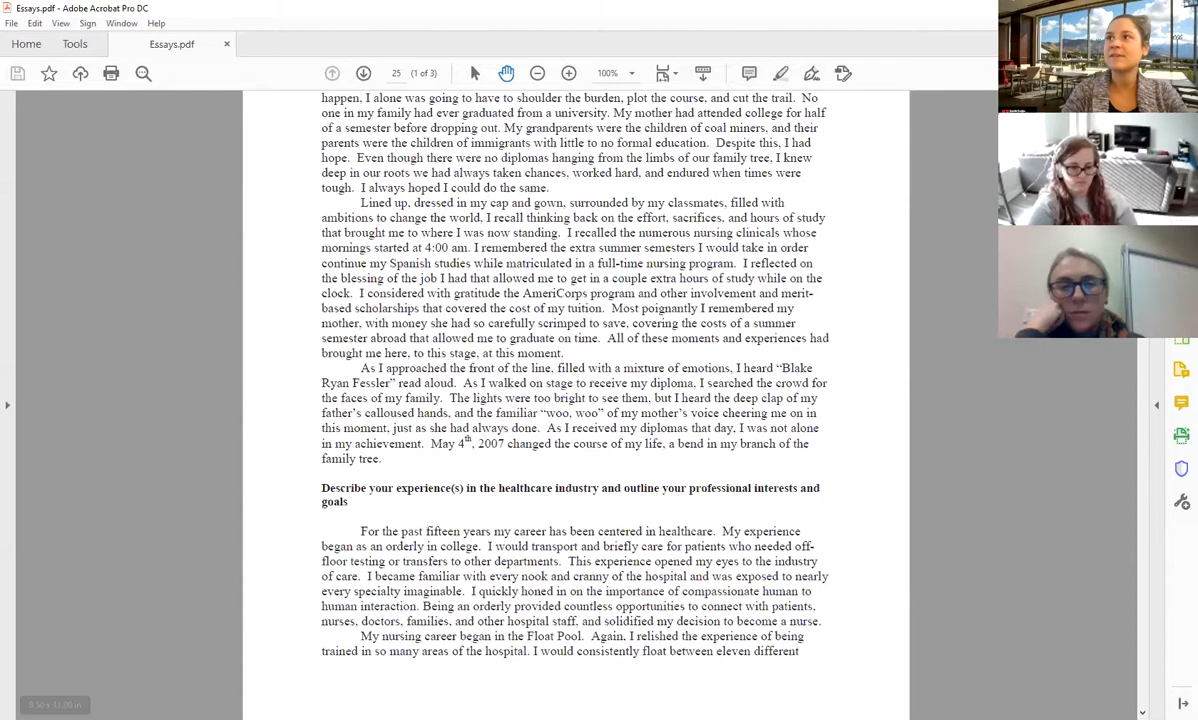 Essays.pdf - Adobe Acrobat Pro DC
File Edit View Sign Window Help
Home Tools Essays.pdf ×
25 (1 of 3) 100%
happen, I alone was going to have to shoulder the burden, plot the course, and cut the trail. No
one in my family had ever graduated from a university. My mother had attended college for half
of a semester before dropping out. My grandparents were the children of coal miners, and their
parents were the children of immigrants with little to no formal education. Despite this, I had
hope. Even though there were no diplomas hanging from the limbs of our family tree, I knew
deep in our roots we had always taken chances, worked hard, and endured when times were
tough. I always hoped I could do the same.
Lined up, dressed in my cap and gown, surrounded by my classmates, filled with
ambitions to change the world, I recall thinking back on the effort, sacrifices, and hours of study
that brought me to where I was now standing. I recalled the numerous nursing clinicals whose
mornings started at 4:00 am. I remembered the extra summer semesters I would take in order
continue my Spanish studies while matriculated in a full-time nursing program. I reflected on
the blessing of the job I had that allowed me to get in a couple extra hours of study while on the
clock. I considered with gratitude the AmeriCorps program and other involvement and merit-
based scholarships that covered the cost of my tuition. Most poignantly I remembered my
mother, with money she had so carefully scrimped to save, covering the costs of a summer
semester abroad that allowed me to graduate on time. All of these moments and experiences had
brought me here, to this stage, at this moment.
As I approached the front of the line, filled with a mixture of emotions, I heard “Blake
Ryan Fessler” read aloud. As I walked on stage to receive my diploma, I searched the crowd for
the faces of my family. The lights were too bright to see them, but I heard the deep clap of my
father’s calloused hands, and the familiar “woo, woo” of my mother’s voice cheering me on in
this moment, just as she had always done. As I received my diplomas that day, I was not alone
in my achievement. May 4th, 2007 changed the course of my life, a bend in my branch of the
family tree.
Describe your experience(s) in the healthcare industry and outline your professional interests and
goals
For the past fifteen years my career has been centered in healthcare. My experience
began as an orderly in college. I would transport and briefly care for patients who needed off-
floor testing or transfers to other departments. This experience opened my eyes to the industry
of care. I became familiar with every nook and cranny of the hospital and was exposed to nearly
every specialty imaginable. I quickly honed in on the importance of compassionate human to
human interaction. Being an orderly provided countless opportunities to connect with patients,
nurses, doctors, families, and other hospital staff, and solidified my decision to become a nurse.
My nursing career began in the Float Pool. Again, I relished the experience of being
trained in so many areas of the hospital. I would consistently float between eleven different
8.50 x 11.00 in